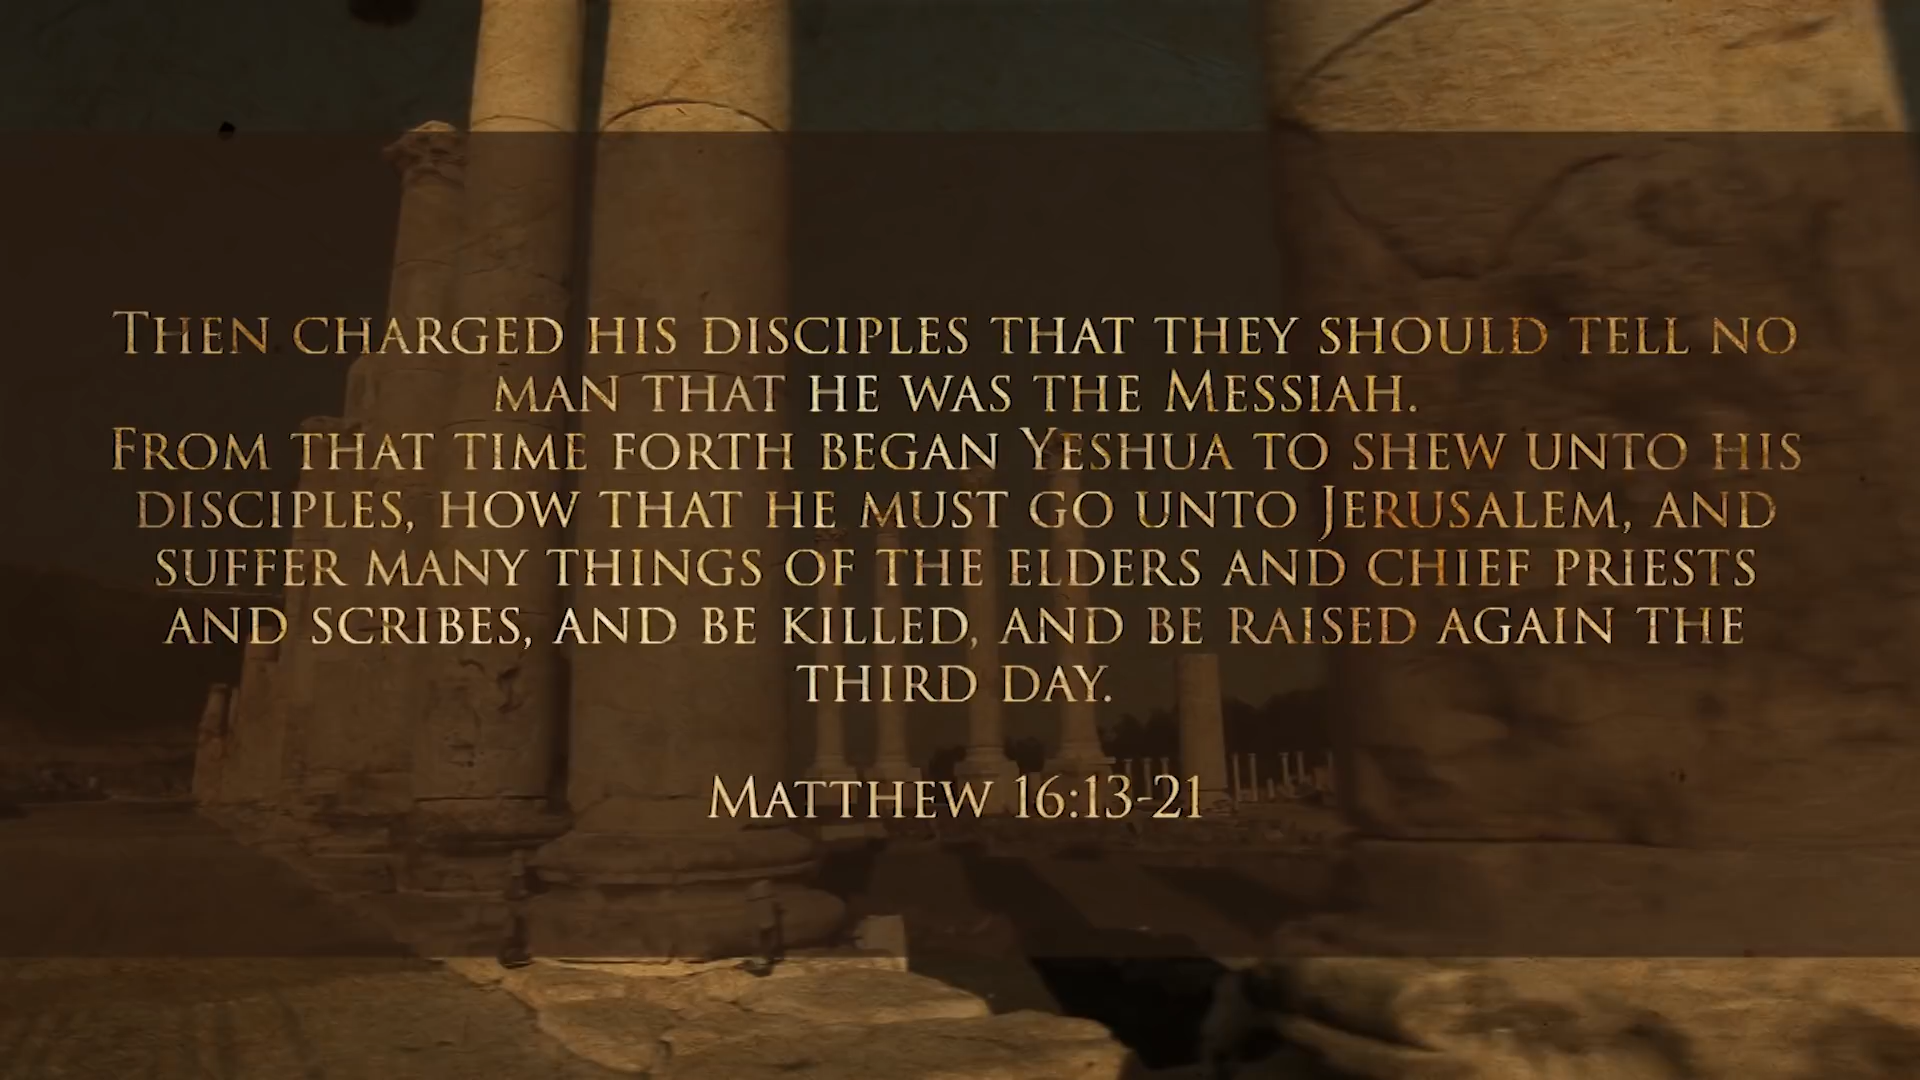 Then charged his disciples that they should tell no
man that he was the Messiah.
From that time forth began Yeshua to shew unto his
disciples, how that he must go unto Jerusalem, and
suffer many things of the elders and chief priests
and scribes, and be killed, and be raised again the
third day.
Matthew 16:13-21